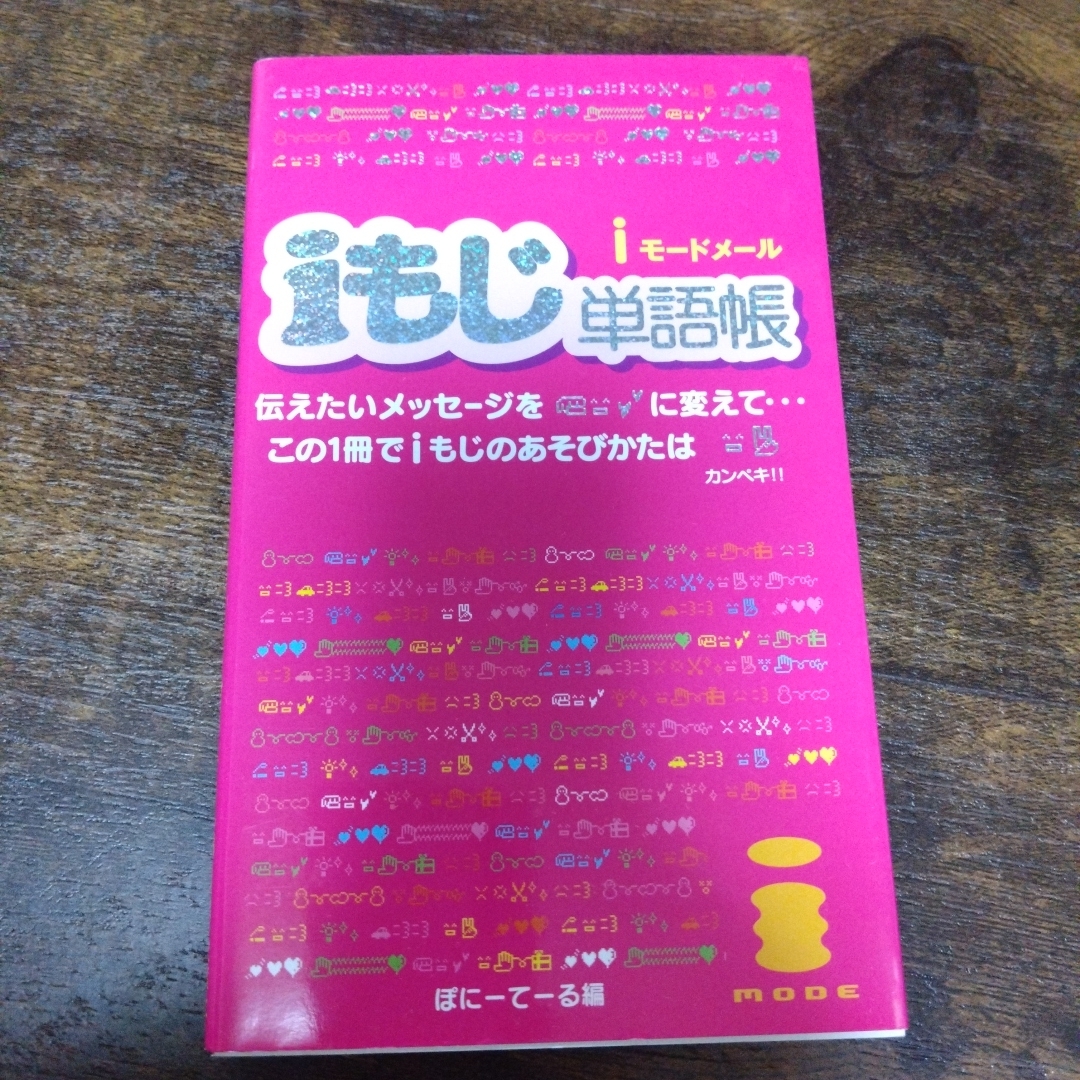 iモードメール
iもじ単語帳
伝えたいメッセージを に変えて・・・
この1冊でiもじのあそびかたは
カンペキ!!
ぽにーてーる編
i
MODE